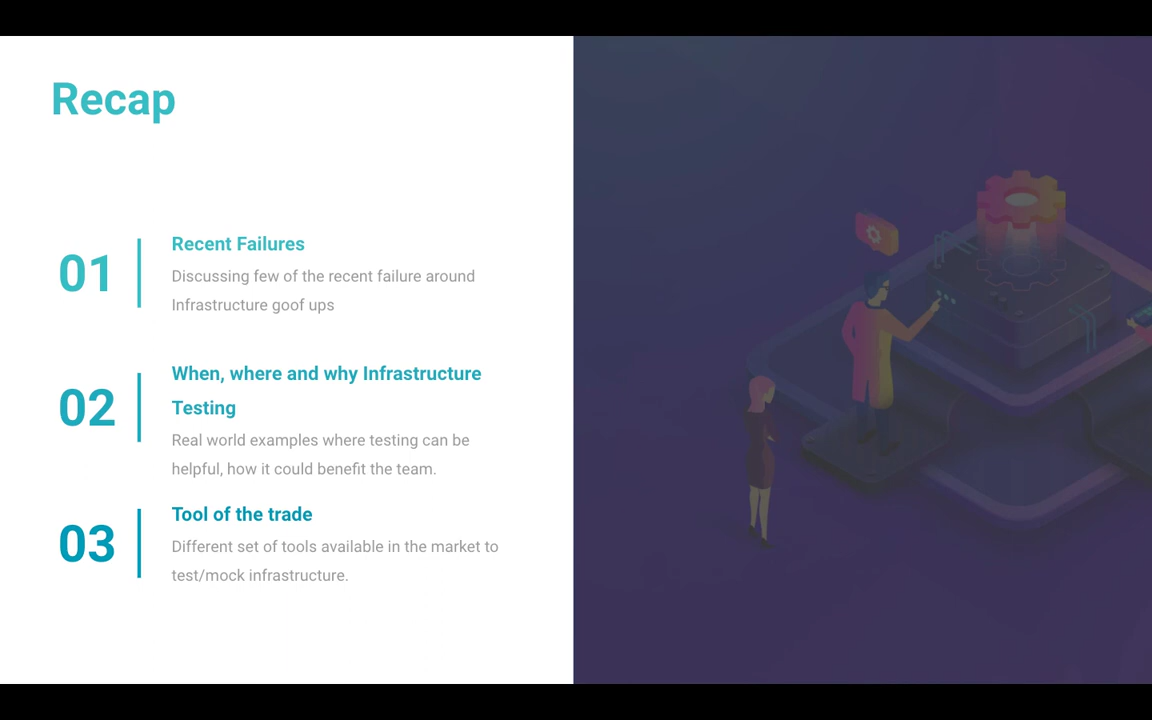 Recap
01
Recent Failures
Discussing few of the recent failure around
Infrastructure goof ups
02
When, where and why Infrastructure
Testing
Real world examples where testing can be
helpful, how it could benefit the team.
03
Tool of the trade
Different set of tools available in the market to
test/mock infrastructure.